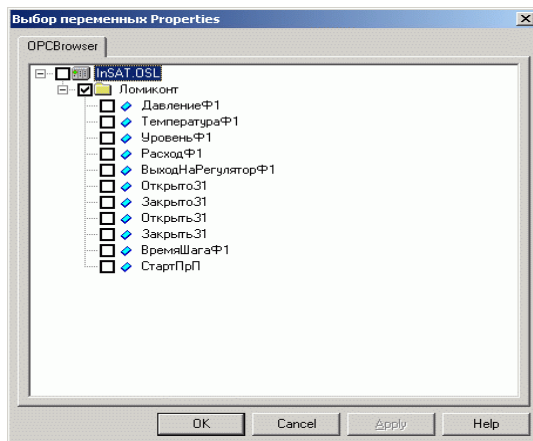 Выбор переменных Properties
OPCBrowser
InSAT.OSL
Ломиконт
ДавлениеФ1
ТемператураФ1
УровеньФ1
РасходФ1
ВыходНаРегуляторФ1
ОткрытоЗ1
ЗакрытоЗ1
ОткрытьЗ1
ЗакрытьЗ1
ВремяШагаФ1
СтартПрП
OK Cancel Apply Help